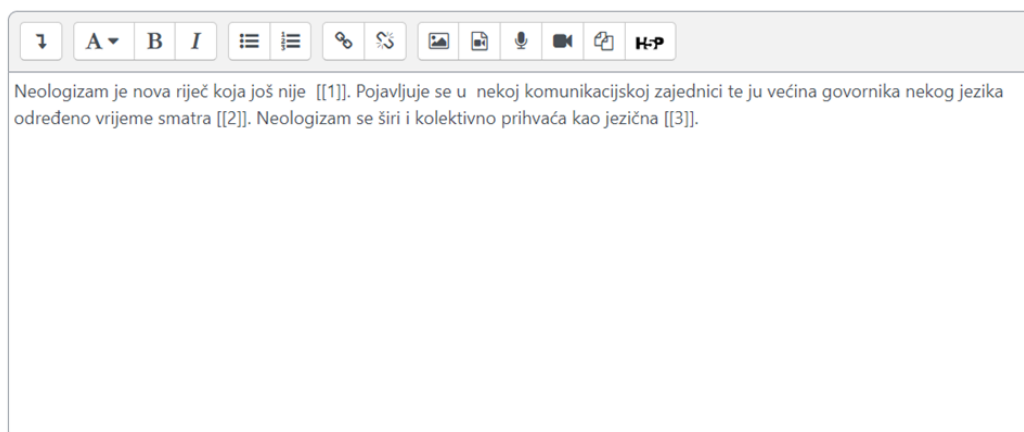 A B I H5P
Neologizam je nova riječ koja još nije  [[1]]. Pojavljuje se u  nekoj komunikacijskoj zajednici te ju većina govornika nekog jezika
određeno vrijeme smatra [[2]]. Neologizam se širi i kolektivno prihvaća kao jezična [[3]].